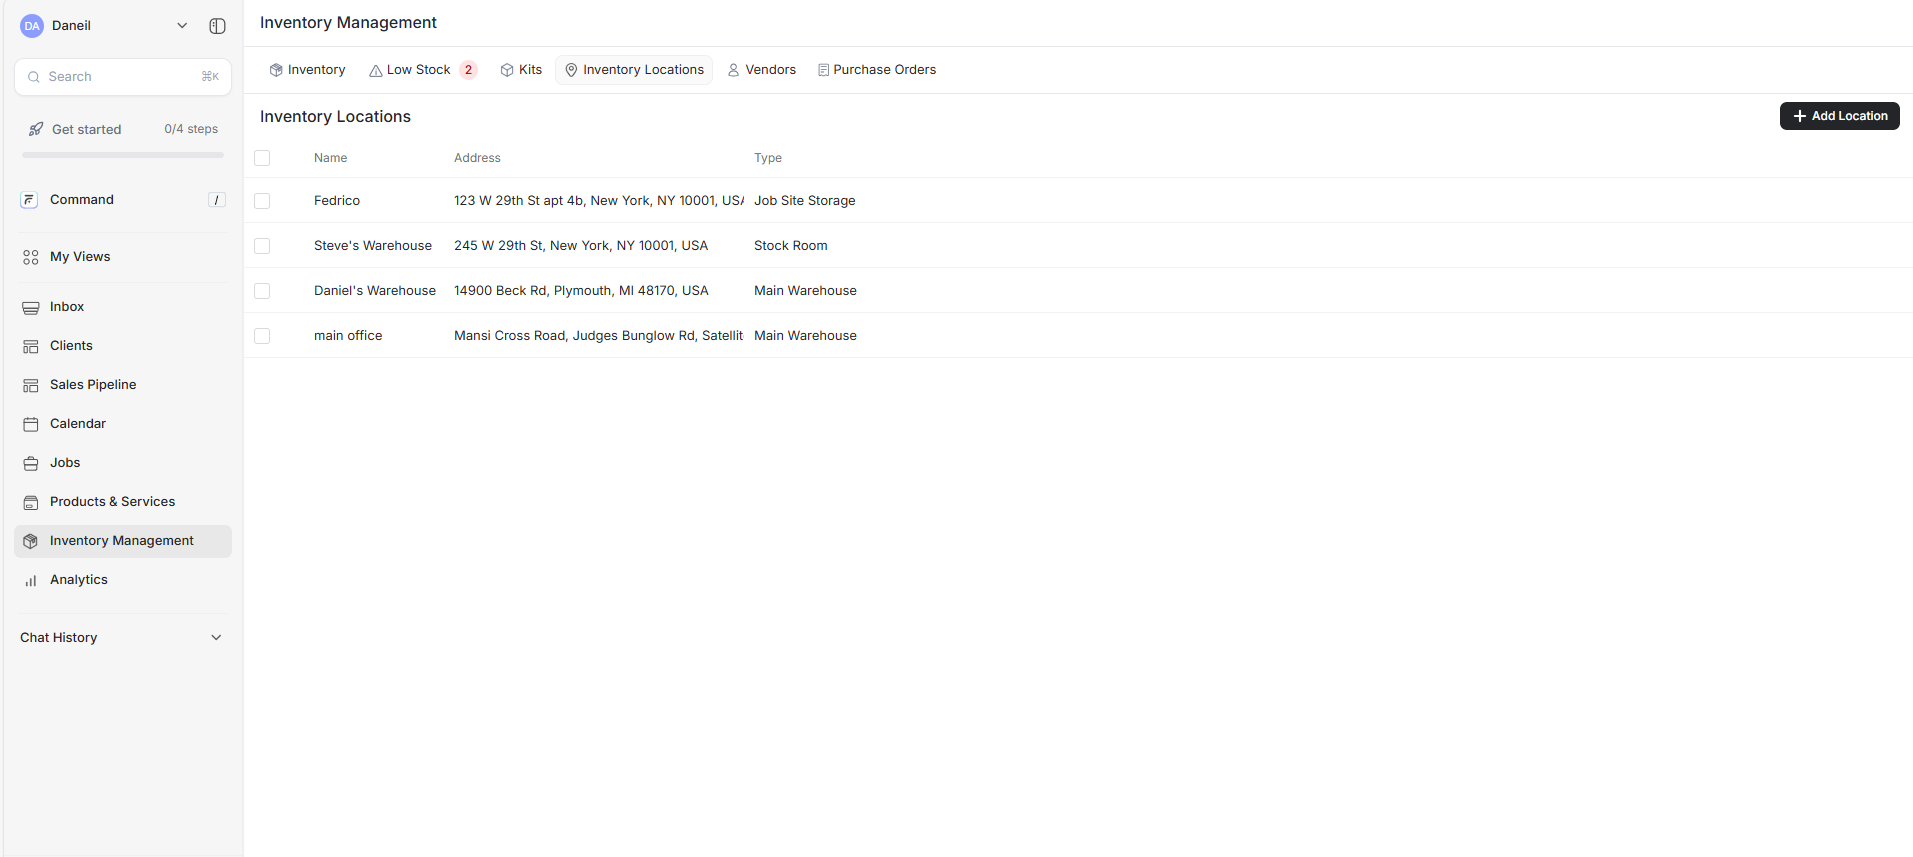 DA Daneil
Search ⌘K
Get started 0/4 steps
Command /
My Views
Inbox
Clients
Sales Pipeline
Calendar
Jobs
Products & Services
Inventory Management
Analytics
Chat History
Inventory Management
Inventory Low Stock 2 Kits Inventory Locations Vendors Purchase Orders
Inventory Locations + Add Location
Name Address Type
Fedrico 123 W 29th St apt 4b, New York, NY 10001, USA Job Site Storage
Steve's Warehouse 245 W 29th St, New York, NY 10001, USA Stock Room
Daniel's Warehouse 14900 Beck Rd, Plymouth, MI 48170, USA Main Warehouse
main office Mansi Cross Road, Judges Bunglow Rd, Satellit Main Warehouse